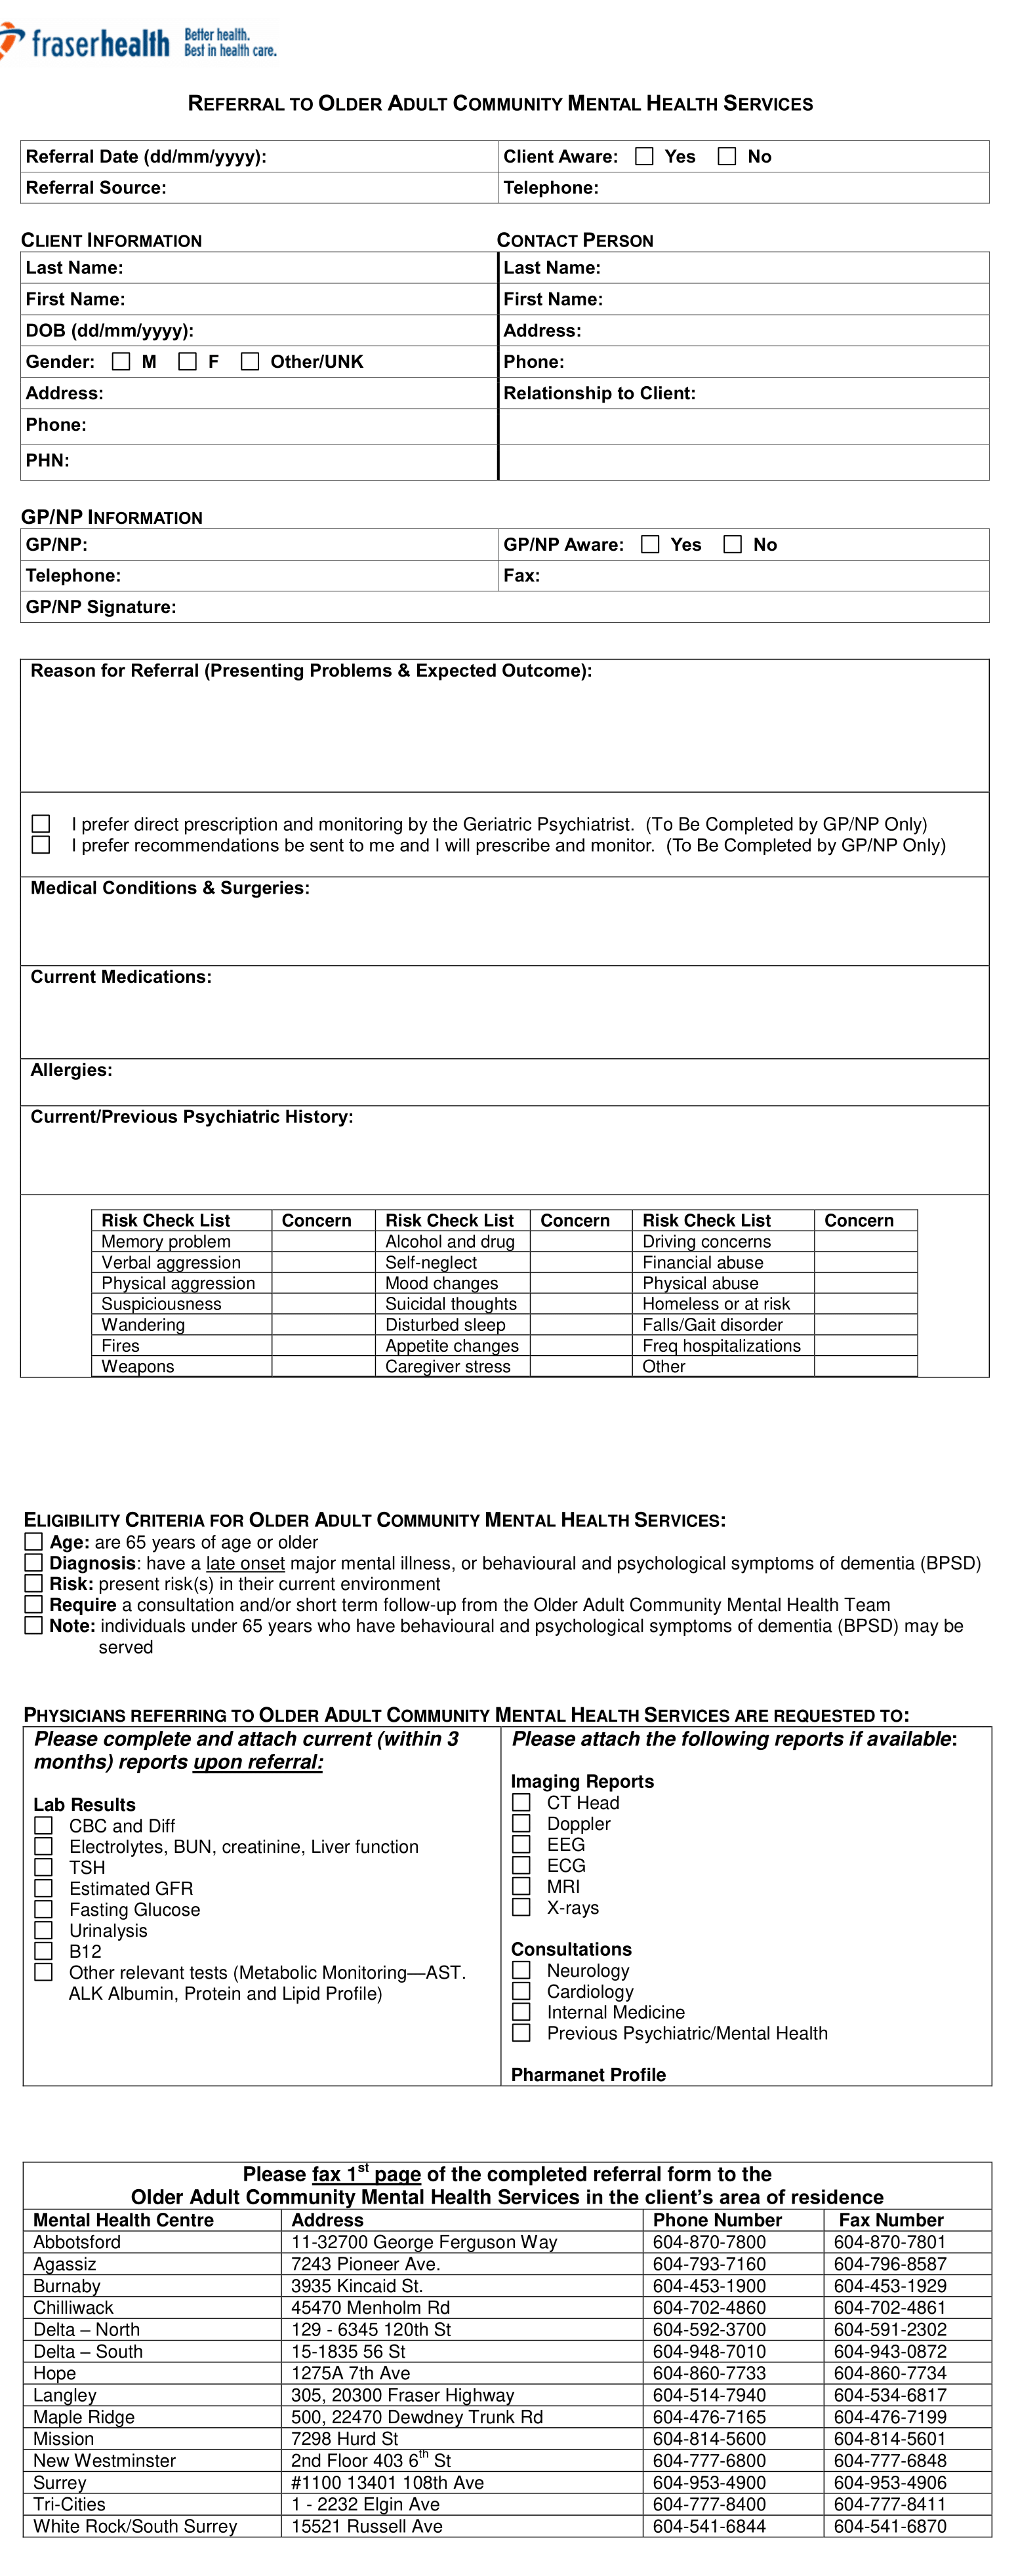 fraserhealth Better health.
Best in health care.
REFERRAL TO OLDER ADULT COMMUNITY MENTAL HEALTH SERVICES
Referral Date (dd/mm/yyyy): Client Aware: Yes No
Referral Source: Telephone:
CLIENT INFORMATION CONTACT PERSON
Last Name: Last Name:
First Name: First Name:
DOB (dd/mm/yyyy): Address:
Gender: M F Other/UNK Phone:
Address: Relationship to Client:
Phone:
PHN:
GP/NP INFORMATION
GP/NP: GP/NP Aware: Yes No
Telephone: Fax:
GP/NP Signature:
Reason for Referral (Presenting Problems & Expected Outcome):
I prefer direct prescription and monitoring by the Geriatric Psychiatrist. (To Be Completed by GP/NP Only)
I prefer recommendations be sent to me and I will prescribe and monitor. (To Be Completed by GP/NP Only)
Medical Conditions & Surgeries:
Current Medications:
Allergies:
Current/Previous Psychiatric History:
Risk Check List Concern Risk Check List Concern Risk Check List Concern
Memory problem Alcohol and drug Driving concerns
Verbal aggression Self-neglect Financial abuse
Physical aggression Mood changes Physical abuse
Suspiciousness Suicidal thoughts Homeless or at risk
Wandering Disturbed sleep Falls/Gait disorder
Fires Appetite changes Freq hospitalizations
Weapons Caregiver stress Other
ELIGIBILITY CRITERIA FOR OLDER ADULT COMMUNITY MENTAL HEALTH SERVICES:
Age: are 65 years of age or older
Diagnosis: have a late onset major mental illness, or behavioural and psychological symptoms of dementia (BPSD)
Risk: present risk(s) in their current environment
Require a consultation and/or short term follow-up from the Older Adult Community Mental Health Team
Note: individuals under 65 years who have behavioural and psychological symptoms of dementia (BPSD) may be
served
PHYSICIANS REFERRING TO OLDER ADULT COMMUNITY MENTAL HEALTH SERVICES ARE REQUESTED TO:
Please complete and attach current (within 3
months) reports upon referral:
Lab Results
CBC and Diff
Electrolytes, BUN, creatinine, Liver function
TSH
Estimated GFR
Fasting Glucose
Urinalysis
B12
Other relevant tests (Metabolic Monitoring—AST.
ALK Albumin, Protein and Lipid Profile)
Please attach the following reports if available:
Imaging Reports
CT Head
Doppler
EEG
ECG
MRI
X-rays
Consultations
Neurology
Cardiology
Internal Medicine
Previous Psychiatric/Mental Health
Pharmanet Profile
Please fax 1st page of the completed referral form to the
Older Adult Community Mental Health Services in the client's area of residence
Mental Health Centre Address Phone Number Fax Number
Abbotsford 11-32700 George Ferguson Way 604-870-7800 604-870-7801
Agassiz 7243 Pioneer Ave. 604-793-7160 604-796-8587
Burnaby 3935 Kincaid St. 604-453-1900 604-453-1929
Chilliwack 45470 Menholm Rd 604-702-4860 604-702-4861
Delta – North 129 - 6345 120th St 604-592-3700 604-591-2302
Delta – South 15-1835 56 St 604-948-7010 604-943-0872
Hope 1275A 7th Ave 604-860-7733 604-860-7734
Langley 305, 20300 Fraser Highway 604-514-7940 604-534-6817
Maple Ridge 500, 22470 Dewdney Trunk Rd 604-476-7165 604-476-7199
Mission 7298 Hurd St 604-814-5600 604-814-5601
New Westminster 2nd Floor 403 6th St 604-777-6800 604-777-6848
Surrey #1100 13401 108th Ave 604-953-4900 604-953-4906
Tri-Cities 1 - 2232 Elgin Ave 604-777-8400 604-777-8411
White Rock/South Surrey 15521 Russell Ave 604-541-6844 604-541-6870